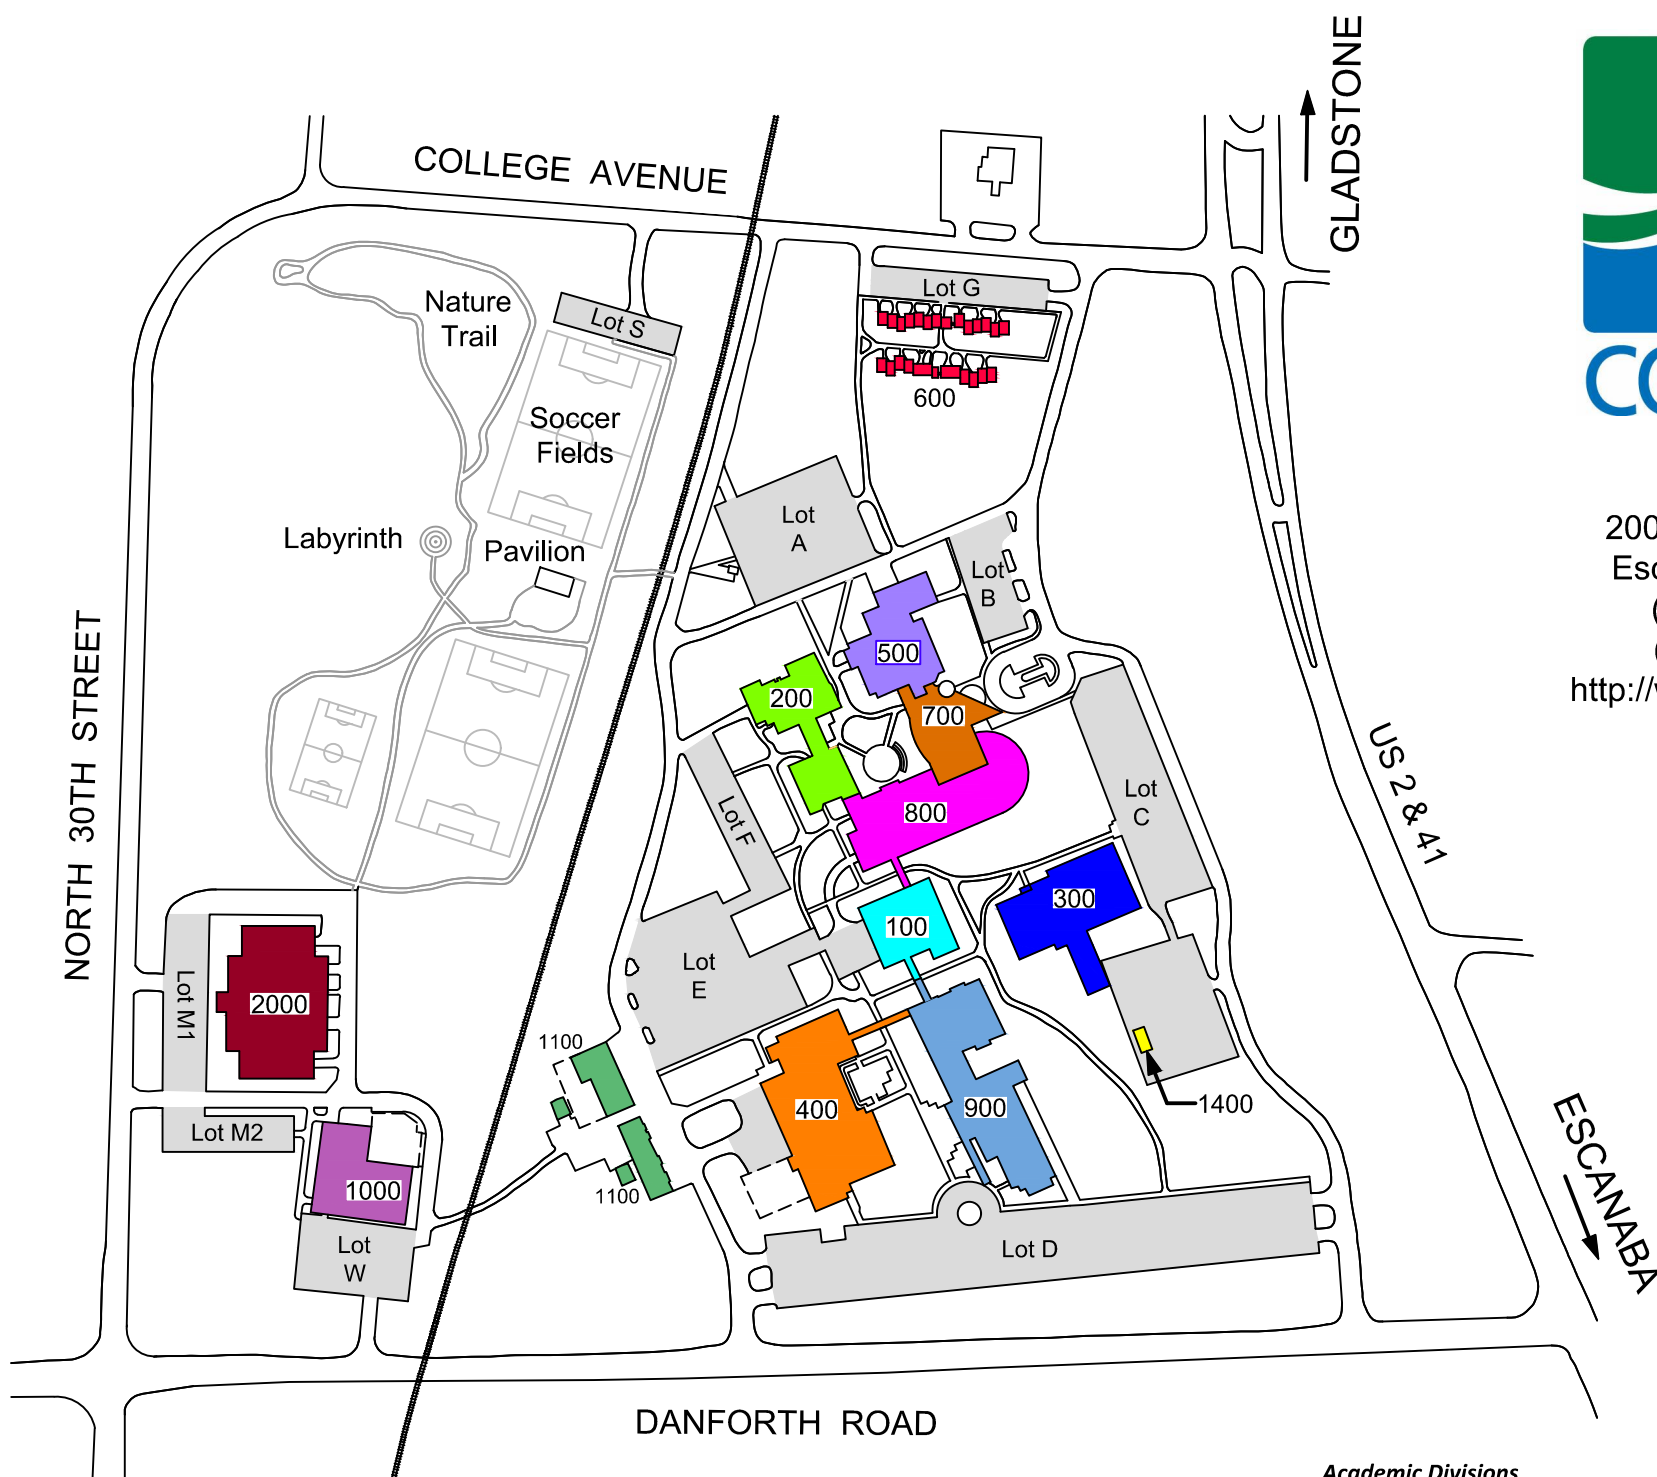 GLADSTONE
COLLEGE AVENUE
Nature
Trail
Lot S
Lot G
600
CO
Soccer
Fields
Lot
A
Labyrinth
Pavilion
Lot
B
200
Esc
(
(
http://w
NORTH 30TH STREET
500
200
700
US 2 & 41
Lot F
800
Lot
C
300
100
Lot
E
Lot M1
2000
1100
400
900
1400
Lot M2
1000
1100
ESCANABA
Lot
W
Lot D
DANFORTH ROAD
Academic Divisions